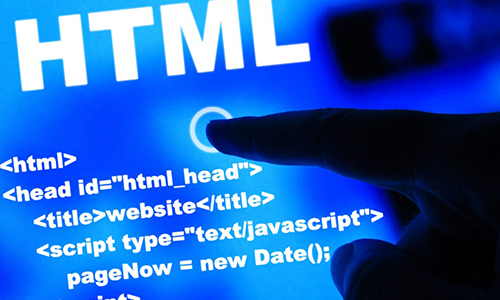 HTML
<html>
<head id="html_head">
<title>website</title>
<script type="text/javascript">
pageNow = new Date();